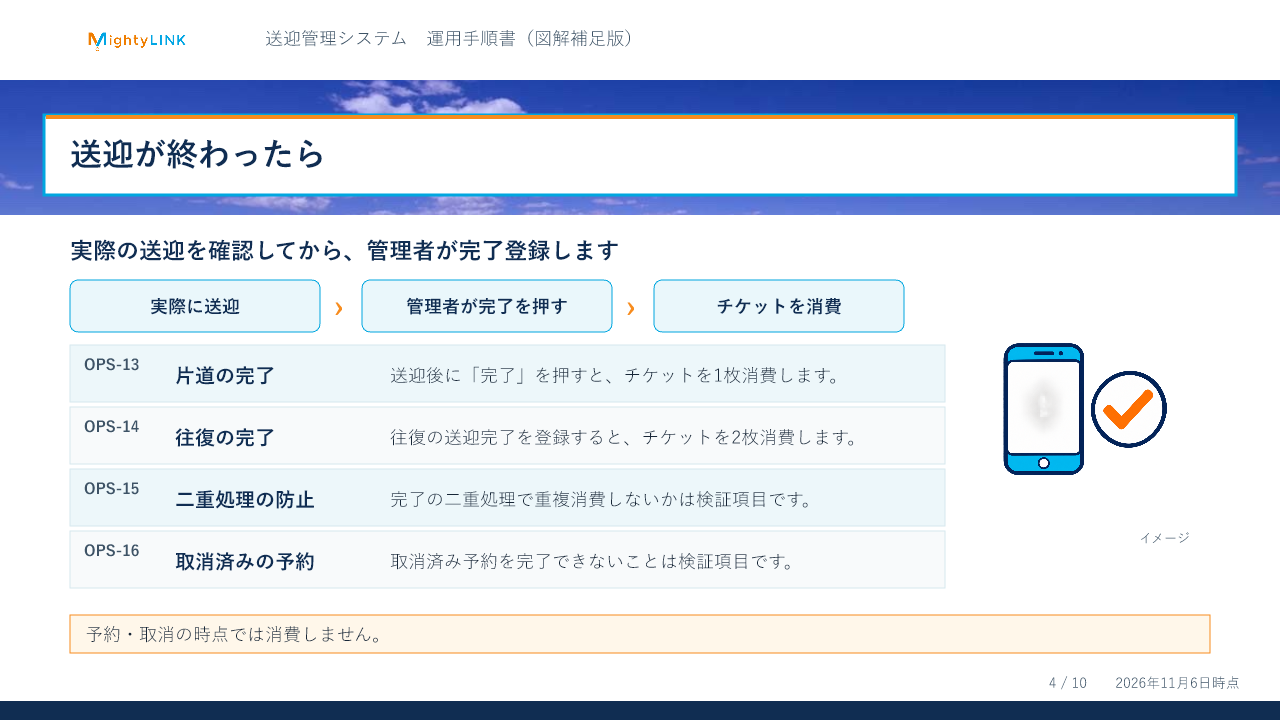 MightyLINK
送迎管理システム　運用手順書（図解補足版）
送迎が終わったら
実際の送迎を確認してから、管理者が完了登録します
実際に送迎 › 管理者が完了を押す › チケットを消費
OPS-13 片道の完了 送迎後に「完了」を押すと、チケットを1枚消費します。
OPS-14 往復の完了 往復の送迎完了を登録すると、チケットを2枚消費します。
OPS-15 二重処理の防止 完了の二重処理で重複消費しないかは検証項目です。
OPS-16 取消済みの予約 取消済み予約を完了できないことは検証項目です。
イメージ
予約・取消の時点では消費しません。
4 / 10 2026年11月6日時点